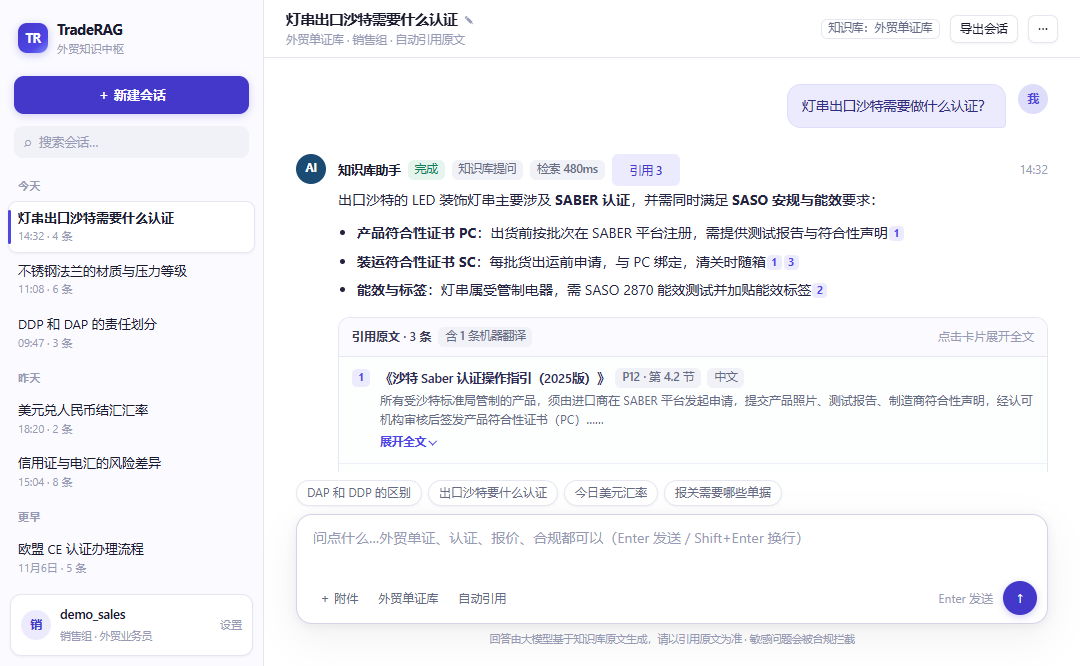 TR
TradeRAG
外贸知识中枢
+ 新建会话
搜索会话...
今天
灯串出口沙特需要什么认证
14:32 · 4 条
不锈钢法兰的材质与压力等级
11:08 · 6 条
DDP 和 DAP 的责任划分
09:47 · 3 条
昨天
美元兑人民币结汇汇率
18:20 · 2 条
信用证与电汇的风险差异
15:04 · 8 条
更早
欧盟 CE 认证办理流程
11月6日 · 5 条
销
demo_sales
销售组 · 外贸业务员
设置
灯串出口沙特需要什么认证 ✎
外贸单证库 · 销售组 · 自动引用原文
知识库：外贸单证库
导出会话
...
灯串出口沙特需要做什么认证？
我
AI
知识库助手 完成 知识库提问 检索 480ms 引用 3
14:32
出口沙特的 LED 装饰灯串主要涉及 SABER 认证，并需同时满足 SASO 安规与能效要求：
• 产品符合性证书 PC：出货前按批次在 SABER 平台注册，需提供测试报告与符合性声明 1
• 装运符合性证书 SC：每批货出运前申请，与 PC 绑定，清关时随箱 1 3
• 能效与标签：灯串属受管制电器，需 SASO 2870 能效测试并加贴能效标签 2
引用原文 · 3 条 含 1 条机器翻译
点击卡片展开全文
1 《沙特 Saber 认证操作指引（2025版）》 P12 · 第 4.2 节 中文
所有受沙特标准局管制的产品，须由进口商在 SABER 平台发起申请，提交产品照片、测试报告、制造商符合性声明，经认可
机构审核后签发产品符合性证书（PC）......
展开全文
DAP 和 DDP 的区别
出口沙特要什么认证
今日美元汇率
报关需要哪些单据
问点什么...外贸单证、认证、报价、合规都可以（Enter 发送 / Shift+Enter 换行）
+ 附件
外贸单证库
自动引用
Enter 发送
↑
回答由大模型基于知识库原文生成，请以引用原文为准 · 敏感问题会被合规拦截